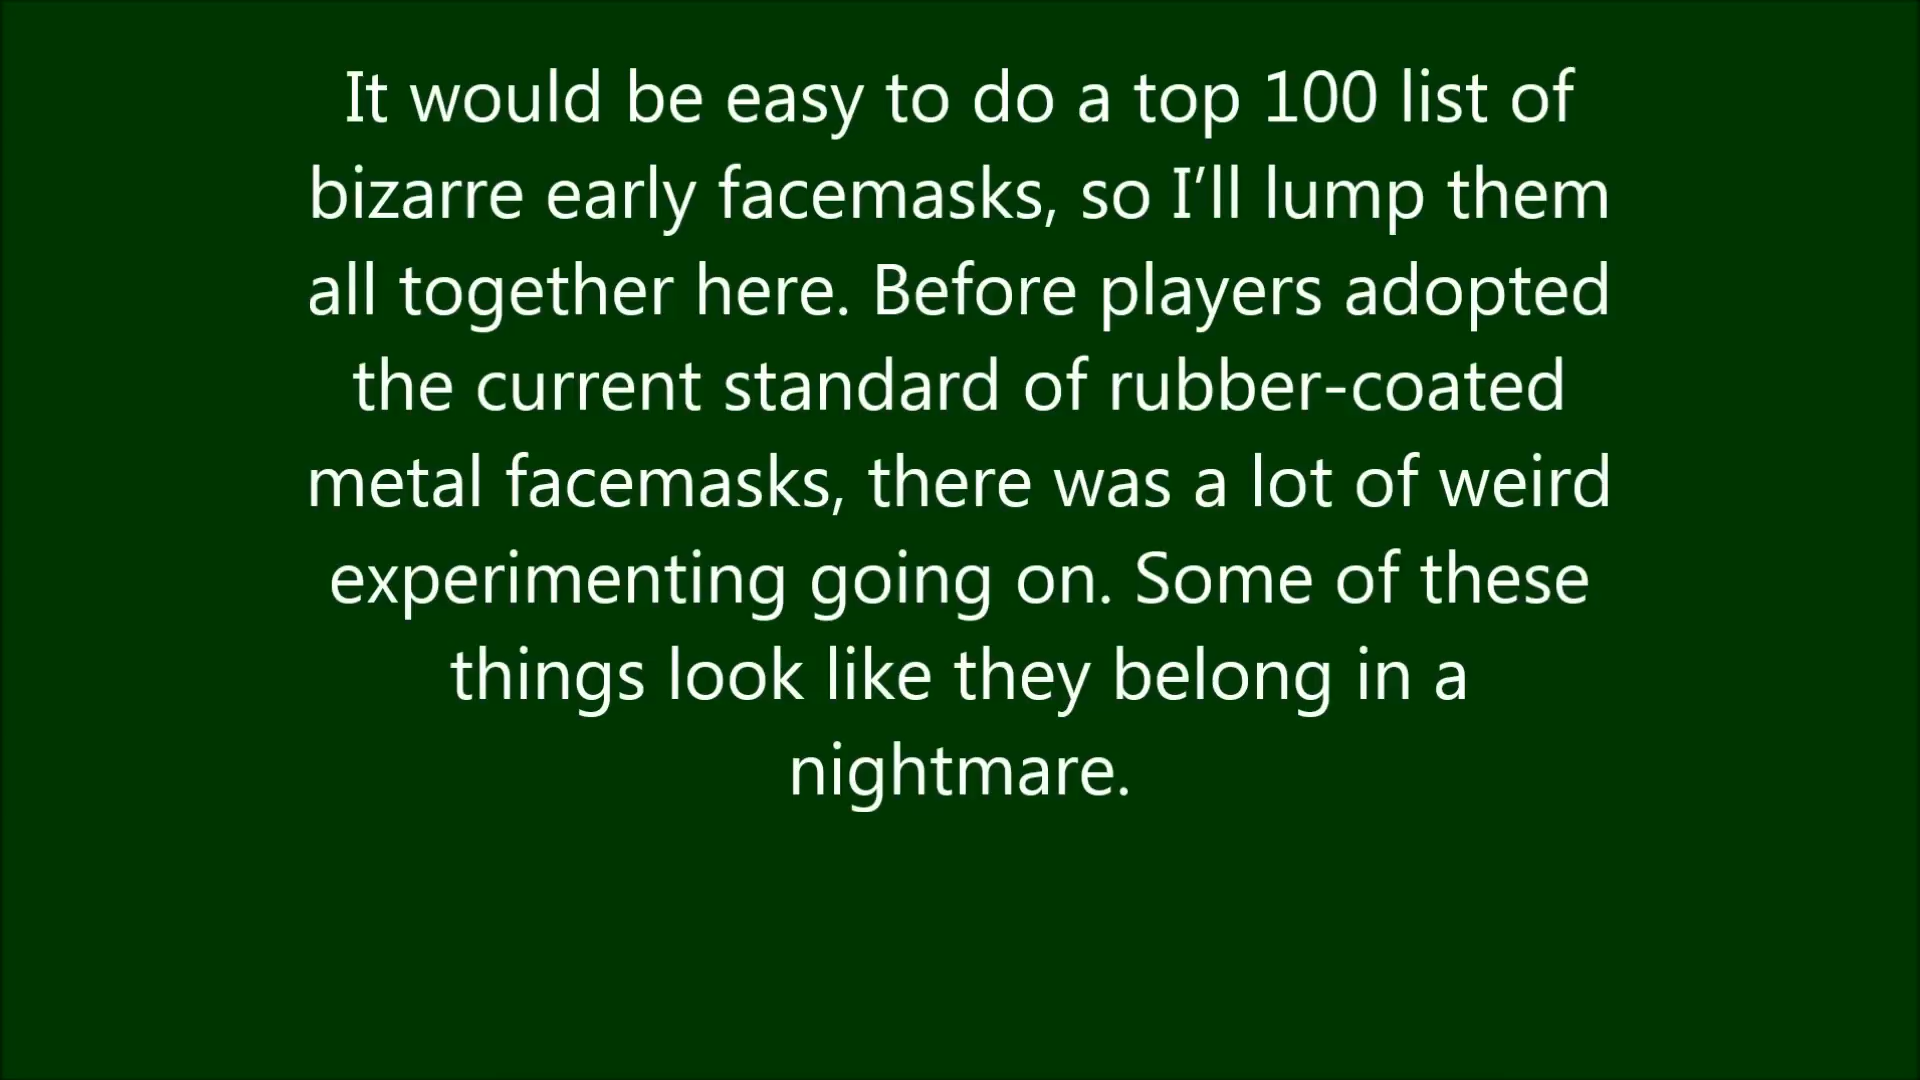 It would be easy to do a top 100 list of
bizarre early facemasks, so I’ll lump them
all together here. Before players adopted
the current standard of rubber-coated
metal facemasks, there was a lot of weird
experimenting going on. Some of these
things look like they belong in a
nightmare.